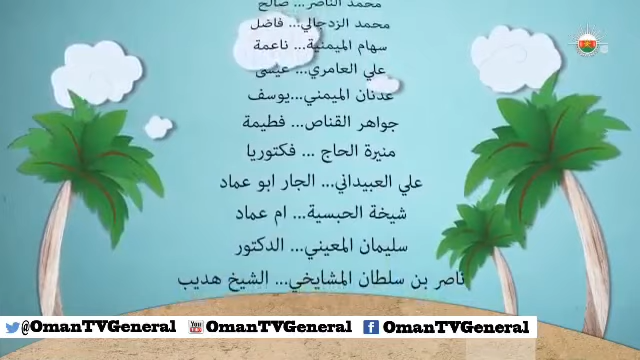 محمد الناصر... صالح
محمد الزدجالي... فاضل
سهام الميمنية... ناعمة
علي العامري... عيسى
عدنان الميمني...يوسف
جواهر القناص... فطيمة
منيرة الحاج ... فكتوريا
علي العبيداني... الجار ابو عماد
شيخة الحبسية... ام عماد
سليمان المعيني... الدكتور
ناصر بن سلطان المشايخي... الشيخ هديب
@OmanTVGeneral You Tube OmanTVGeneral f OmanTVGeneral